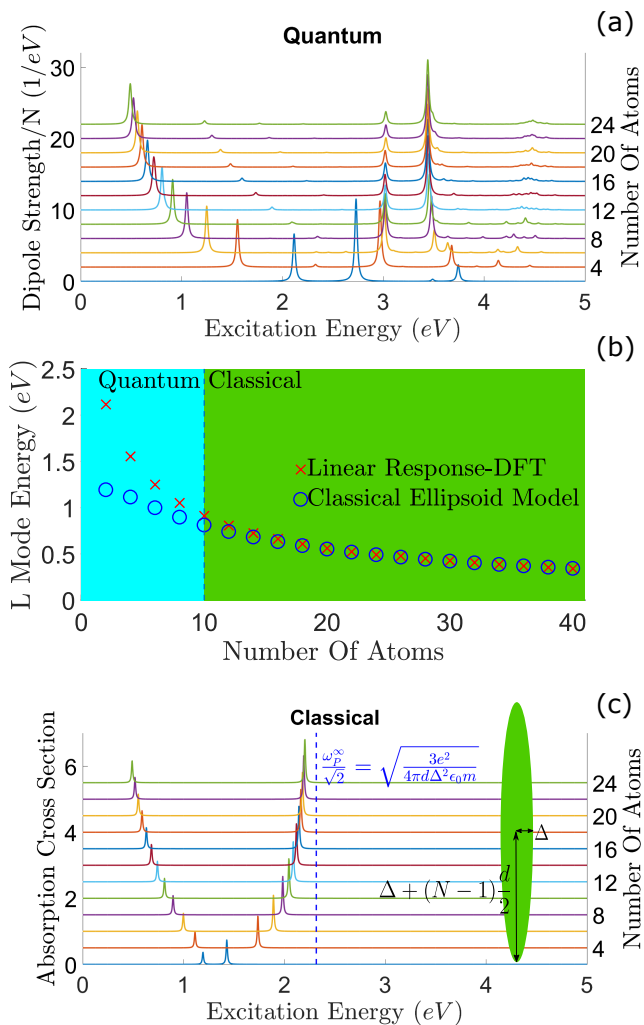 (a)
Quantum
Dipole Strength/N (1/eV)
30
20
10
0
24
20
16
12
8
4
Number Of Atoms
0 1 2 3 4 5
Excitation Energy (eV)
(b)
L Mode Energy (eV)
2.5
2
1.5
1
0.5
0
Quantum Classical
Linear Response-DFT
Classical Ellipsoid Model
0 10 20 30 40
Number Of Atoms
(c)
Classical
Absorption Cross Section
6
4
2
0
ω_P^∞/√2 = √(3e²/4πdΔ²ϵ₀m)
Δ
Δ + (N − 1)d/2
24
20
16
12
8
4
Number Of Atoms
0 1 2 3 4 5
Excitation Energy (eV)